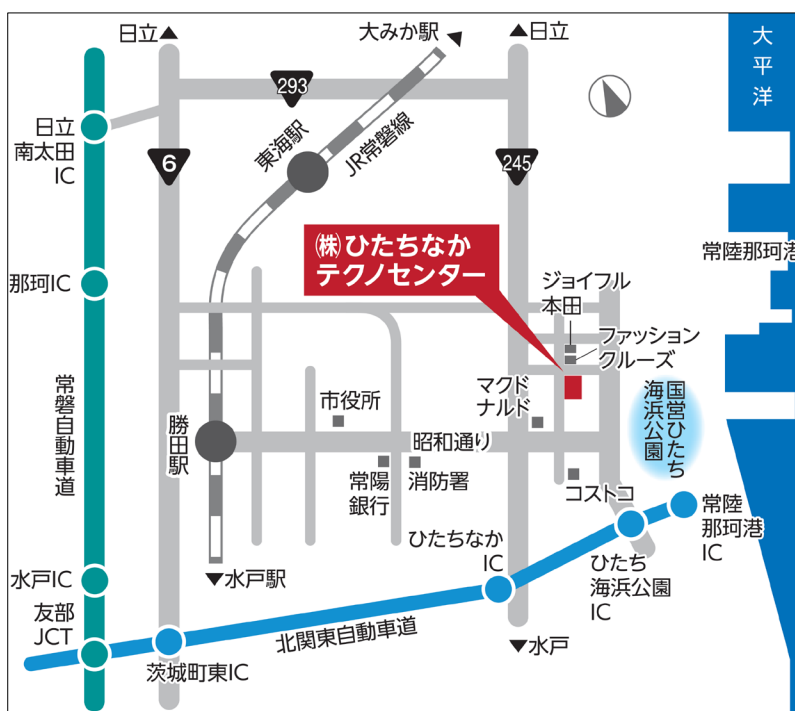 日立▲
大みか駅▲
▲日立
大平洋
293
日立
南太田
IC
東海駅
JR常磐線
6
245
㈱ひたちなか
テクノセンター
常陸那珂港
那珂IC
ジョイフル
本田
ファッション
クルーズ
マクド
ナルド
国営ひたち
海浜公園
市役所
常磐自動車道
勝田駅
昭和通り
常陽
銀行
消防署
コストコ
常陸
那珂港
IC
ひたちなか
IC
ひたち
海浜公園
IC
水戸IC
▼水戸駅
友部
JCT
北関東自動車道
▼水戸
茨城町東IC